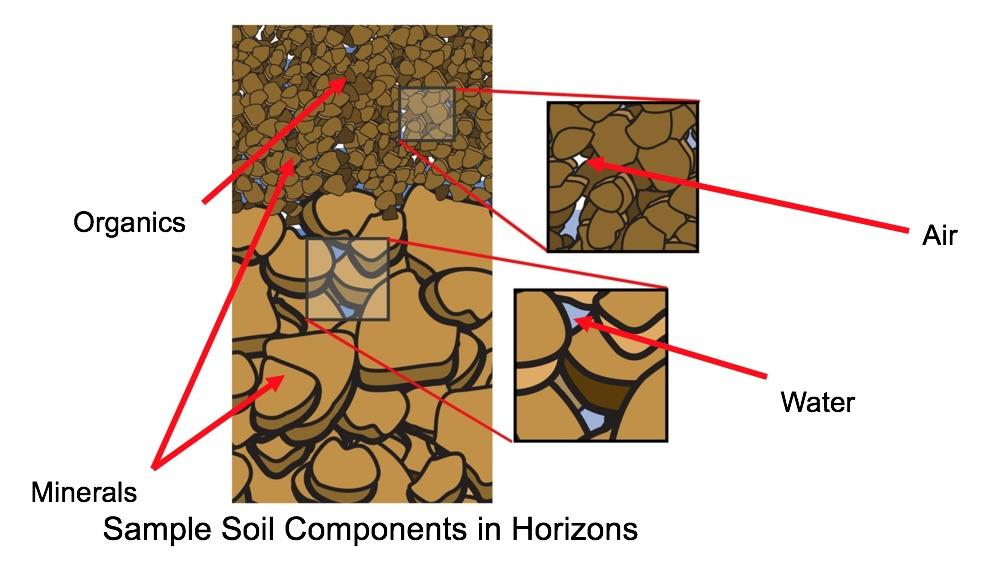 Organics
Air
Water
Minerals
Sample Soil Components in Horizons